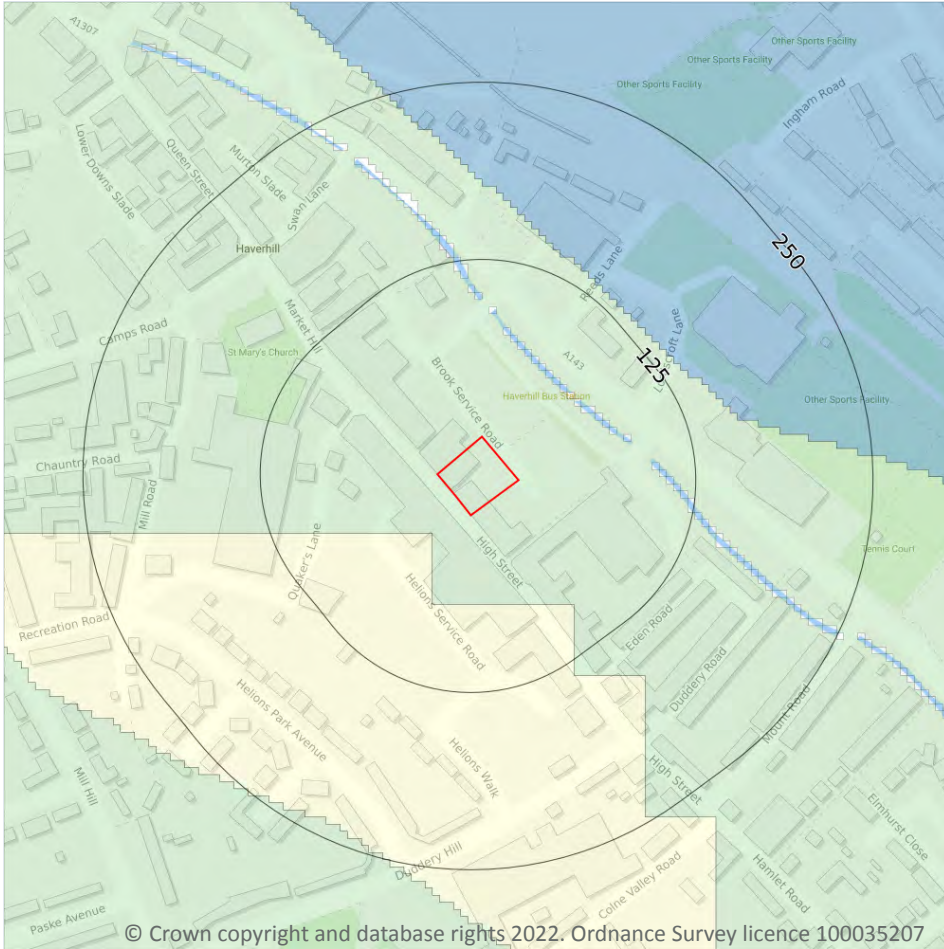 A1307
Other Sports Facility
Other Sports Facility
Other Sports Facility
Ingham Road
Lower Downs Slade
Queen Street
Murton Slade
Swan Lane
Haverhill
250
Reeds Lane
Market Hill
Camps Road
St Mary's Church
A143
125
Brook Service Road
Haverhill Bus Station
Other Sports Facility
Chauntry Road
Mill Road
Quaker's Lane
High Street
Tennis Court
Helions Service Road
Recreation Road
Eden Road
Duddery Road
Helions Park Avenue
Mount Road
Helions Walk
Mill Hill
High Street
Elmhurst Close
Duddery Hill
Colne Valley Road
Hamlet Road
Paske Avenue
© Crown copyright and database rights 2022. Ordnance Survey licence 100035207